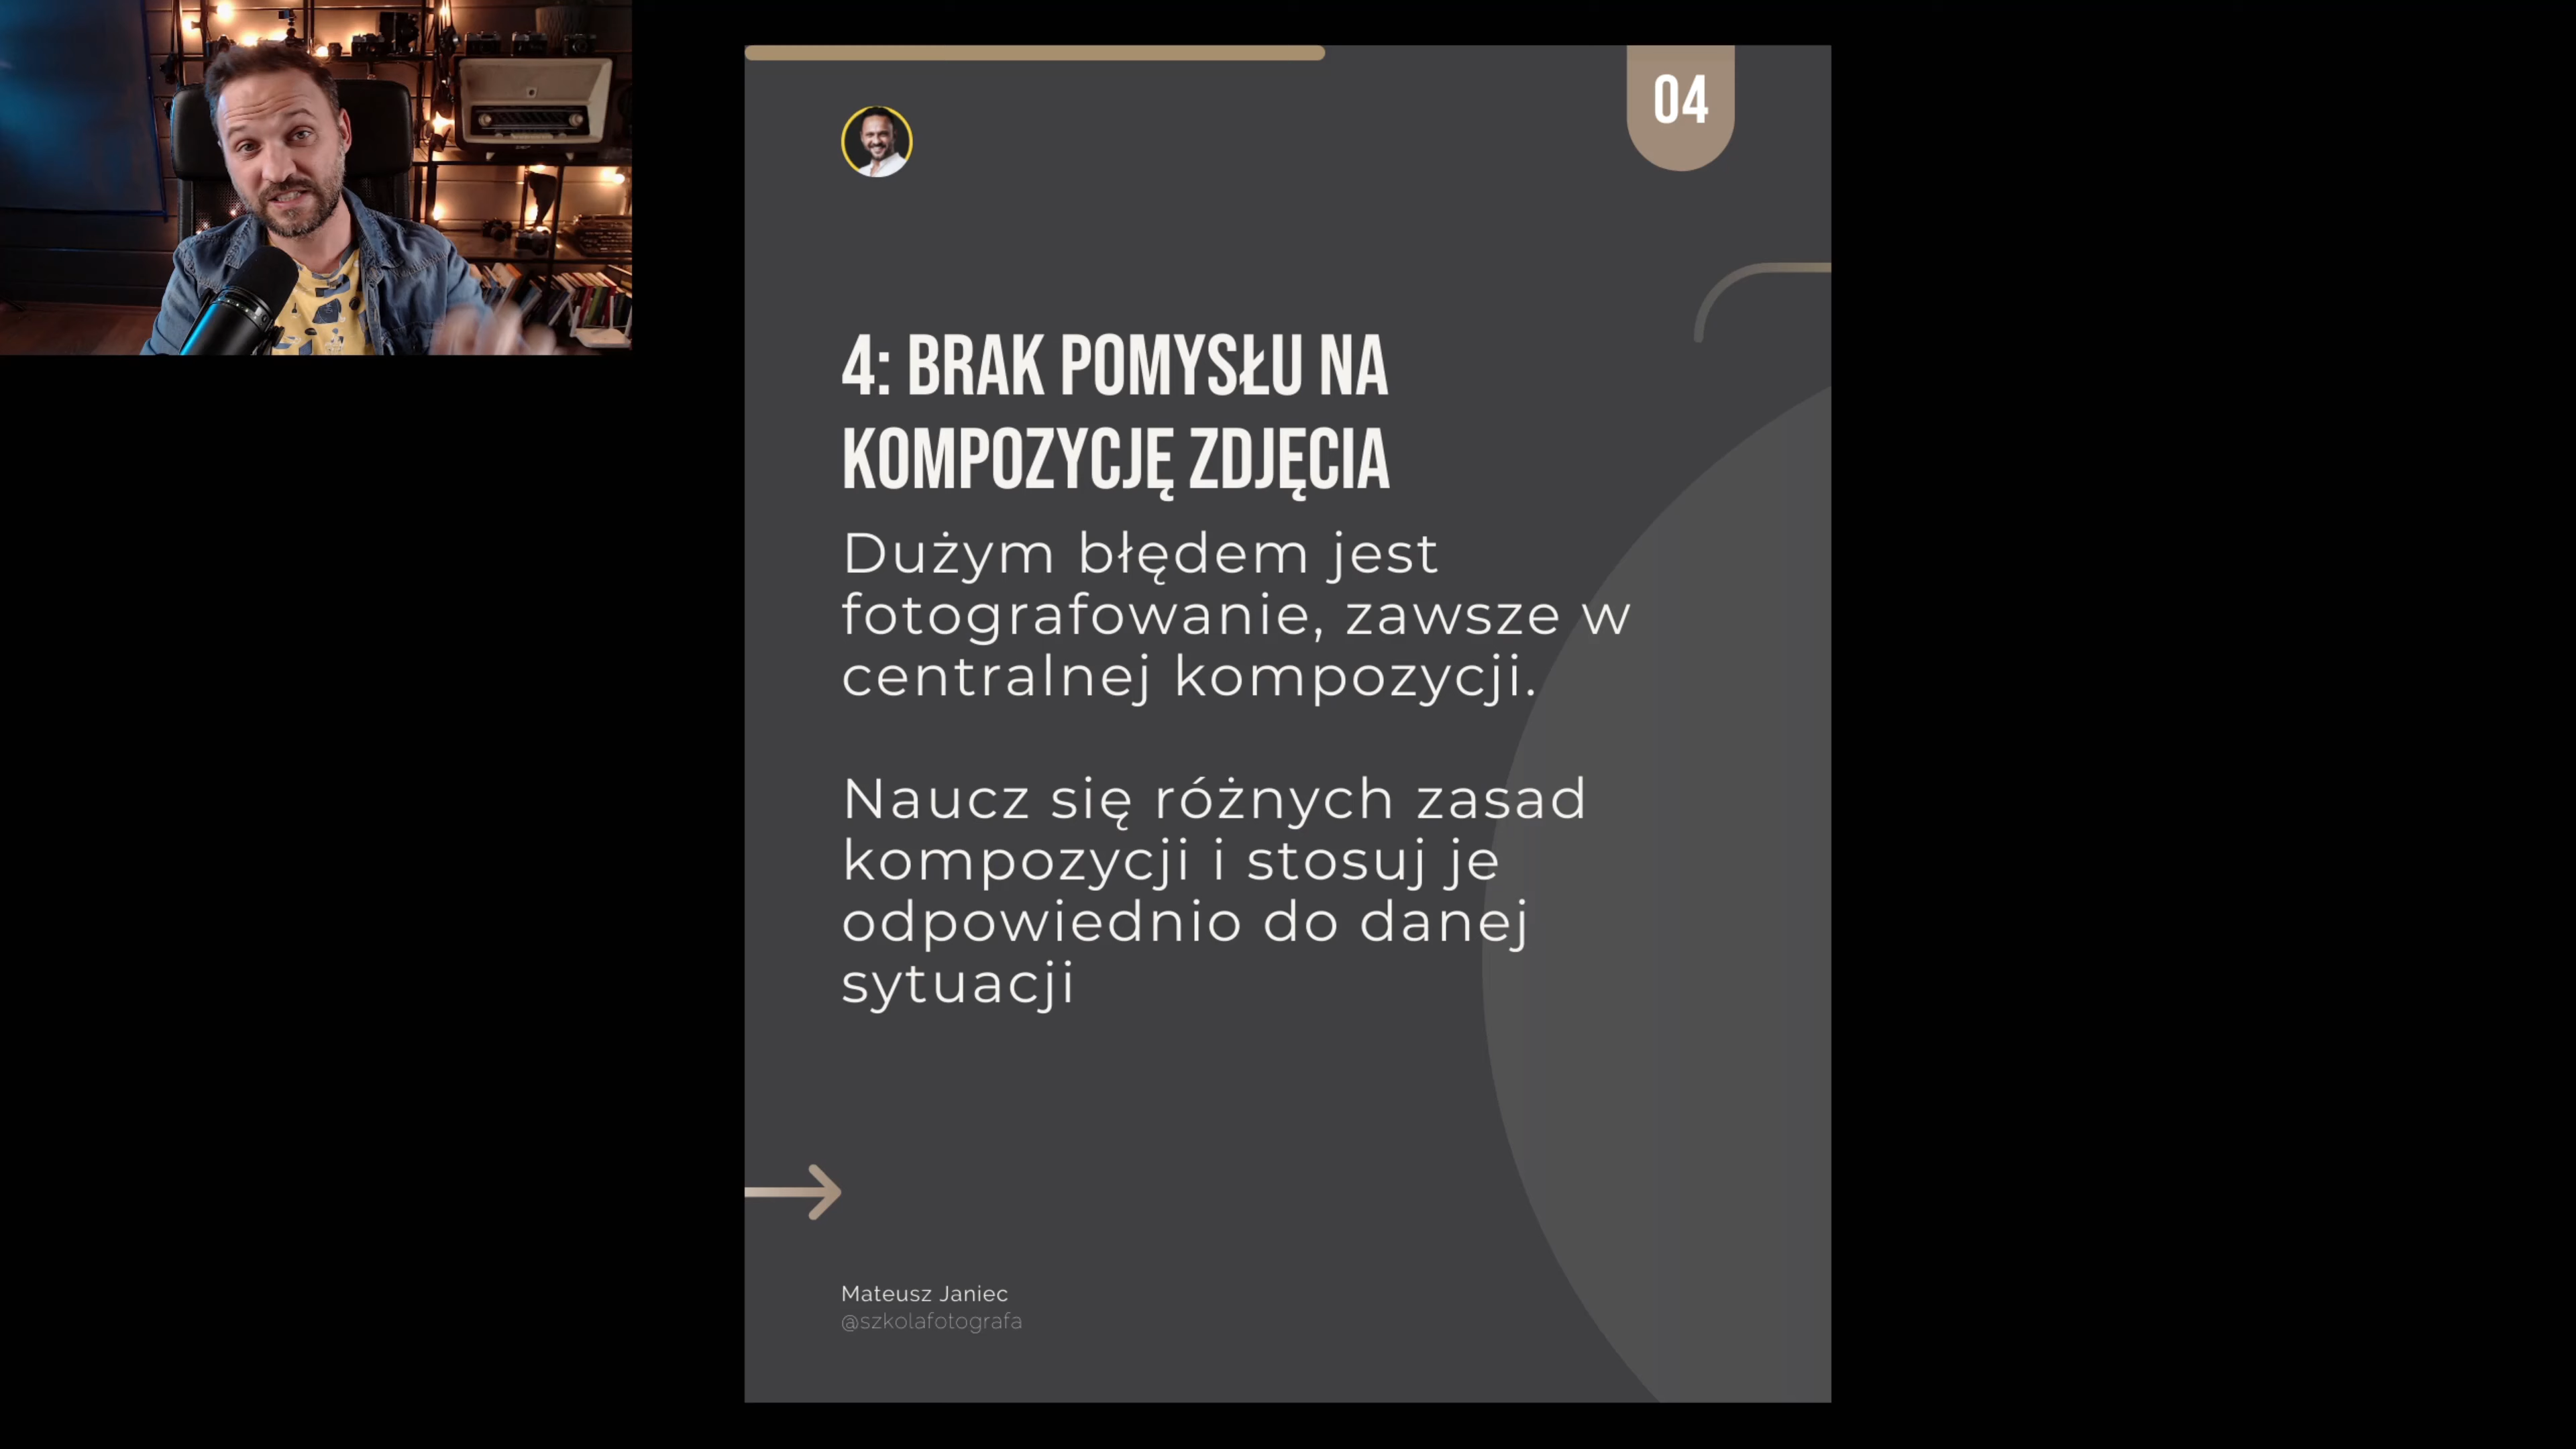 04
4: BRAK POMYSŁU NA
KOMPOZYCJĘ ZDJĘCIA
Dużym błędem jest
fotografowanie, zawsze w
centralnej kompozycji.
Naucz się różnych zasad
kompozycji i stosuj je
odpowiednio do danej
sytuacji
Mateusz Janiec
@szkolafotografa